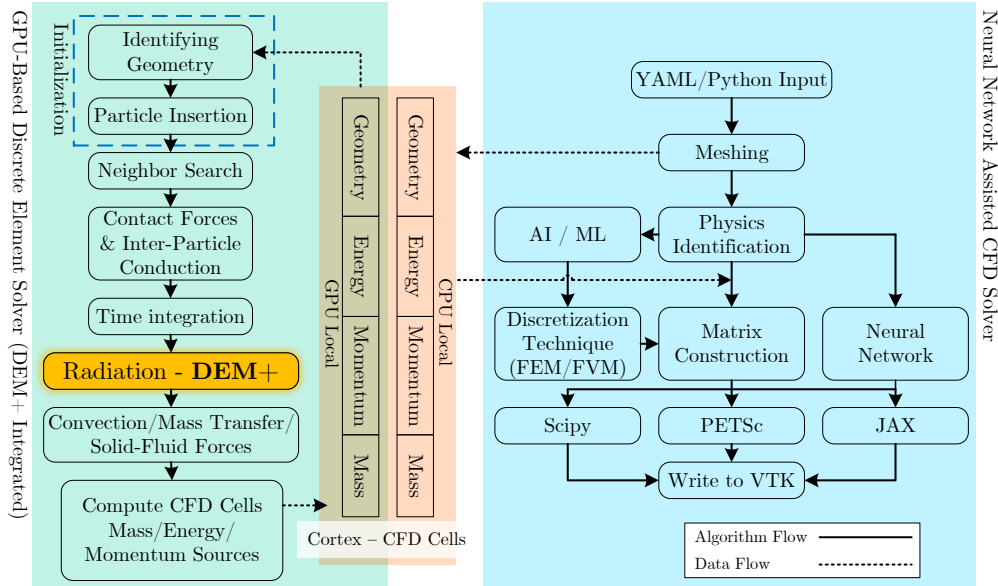 GPU-Based Discrete Element Solver (DEM+ Integrated)
Initialization
Identifying
Geometry
Particle Insertion
Neighbor Search
Contact Forces
& Inter-Particle
Conduction
Time integration
Radiation - DEM+
Convection/Mass Transfer/
Solid-Fluid Forces
Compute CFD Cells
Mass/Energy/
Momentum Sources
GPU Local
Geometry
Energy
Momentum
Mass
Geometry
Energy
Momentum
Mass
CPU Local
Cortex – CFD Cells
Neural Network Assisted CFD Solver
YAML/Python Input
Meshing
AI / ML
Physics
Identification
Discretization
Technique
(FEM/FVM)
Matrix
Construction
Neural
Network
Scipy
PETSc
JAX
Write to VTK
Algorithm Flow
Data Flow